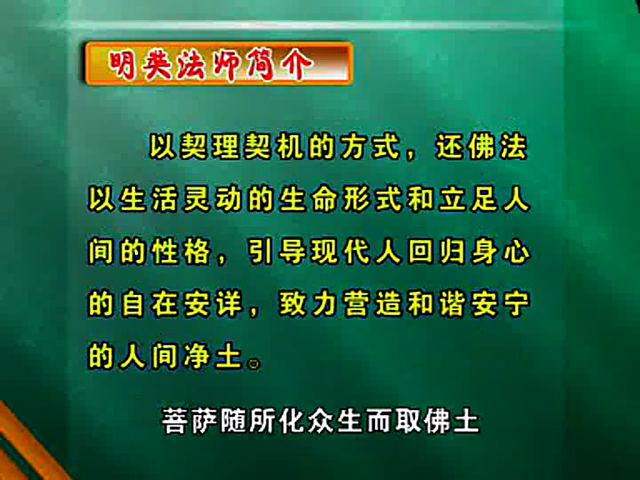 明奘法师简介
以契理契机的方式，还佛法
以生活灵动的生命形式和立足人
间的性格，引导现代人回归身心
的自在安详，致力营造和谐安宁
的人间净土。
菩萨随所化众生而取佛土